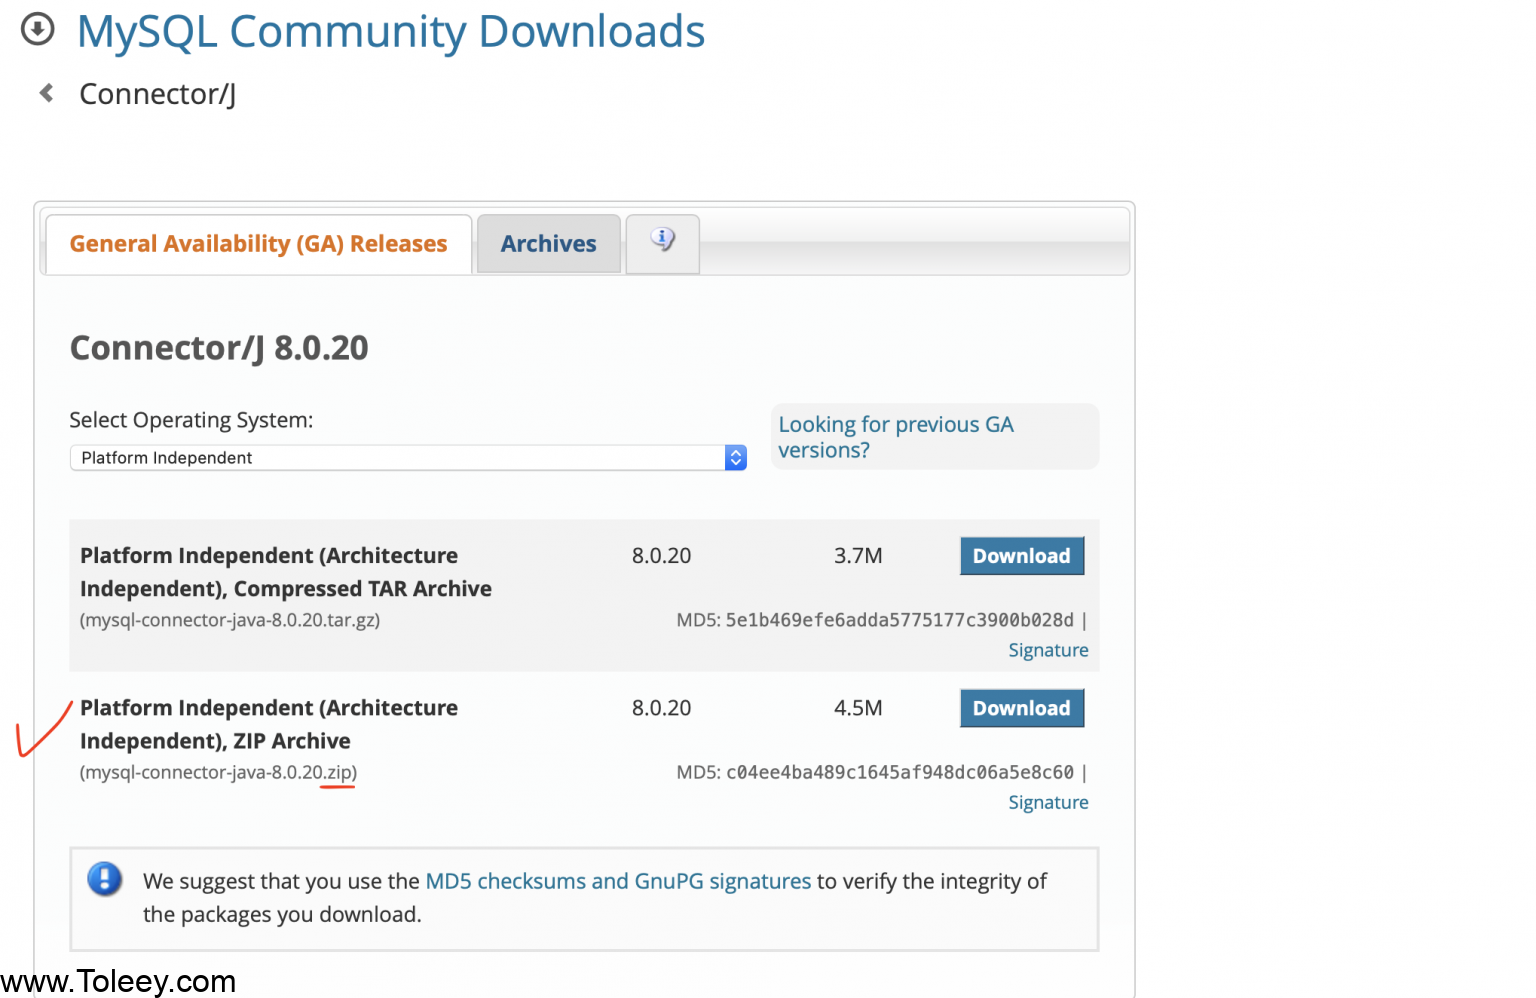 MySQL Community Downloads
Connector/J
General Availability (GA) Releases
Archives
Connector/J 8.0.20
Select Operating System:
Looking for previous GA
versions?
Platform Independent
Platform Independent (Architecture
Independent), Compressed TAR Archive
8.0.20
3.7M
Download
(mysql-connector-java-8.0.20.tar.gz)
MD5: 5e1b469efe6adda5775177c3900b028d |
Signature
Platform Independent (Architecture
Independent), ZIP Archive
8.0.20
4.5M
Download
(mysql-connector-java-8.0.20.zip)
MD5: c04ee4ba489c1645af948dc06a5e8c60 |
Signature
We suggest that you use the MD5 checksums and GnuPG signatures to verify the integrity of
the packages you download.
www.Toleey.com